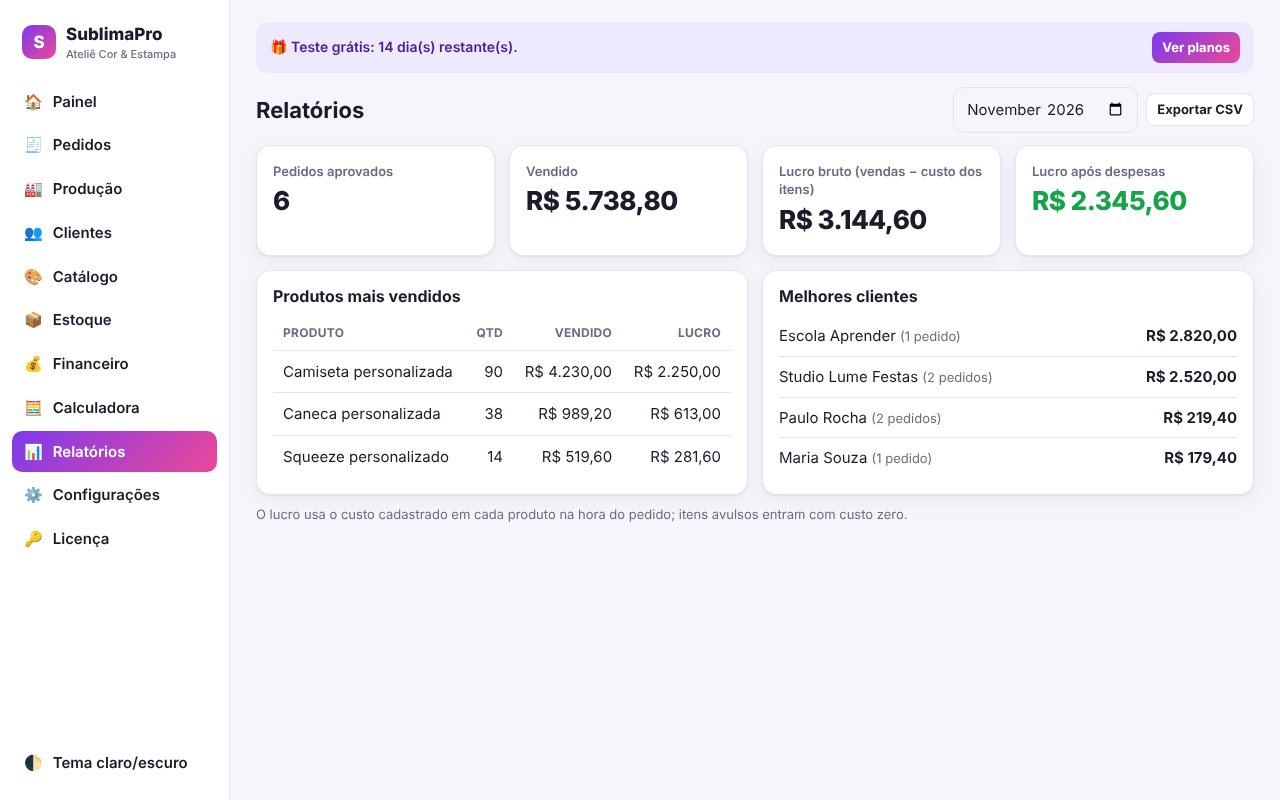 S
SublimaPro
Ateliê Cor & Estampa
Painel
Pedidos
Produção
Clientes
Catálogo
Estoque
Financeiro
Calculadora
Relatórios
Configurações
Licença
Tema claro/escuro
Teste grátis: 14 dia(s) restante(s).
Ver planos
Relatórios
November 2026
Exportar CSV
Pedidos aprovados
6
Vendido
R$ 5.738,80
Lucro bruto (vendas − custo dos
itens)
R$ 3.144,60
Lucro após despesas
R$ 2.345,60
Produtos mais vendidos
PRODUTO QTD VENDIDO LUCRO
Camiseta personalizada 90 R$ 4.230,00 R$ 2.250,00
Caneca personalizada 38 R$ 989,20 R$ 613,00
Squeeze personalizado 14 R$ 519,60 R$ 281,60
Melhores clientes
Escola Aprender (1 pedido) R$ 2.820,00
Studio Lume Festas (2 pedidos) R$ 2.520,00
Paulo Rocha (2 pedidos) R$ 219,40
Maria Souza (1 pedido) R$ 179,40
O lucro usa o custo cadastrado em cada produto na hora do pedido; itens avulsos entram com custo zero.